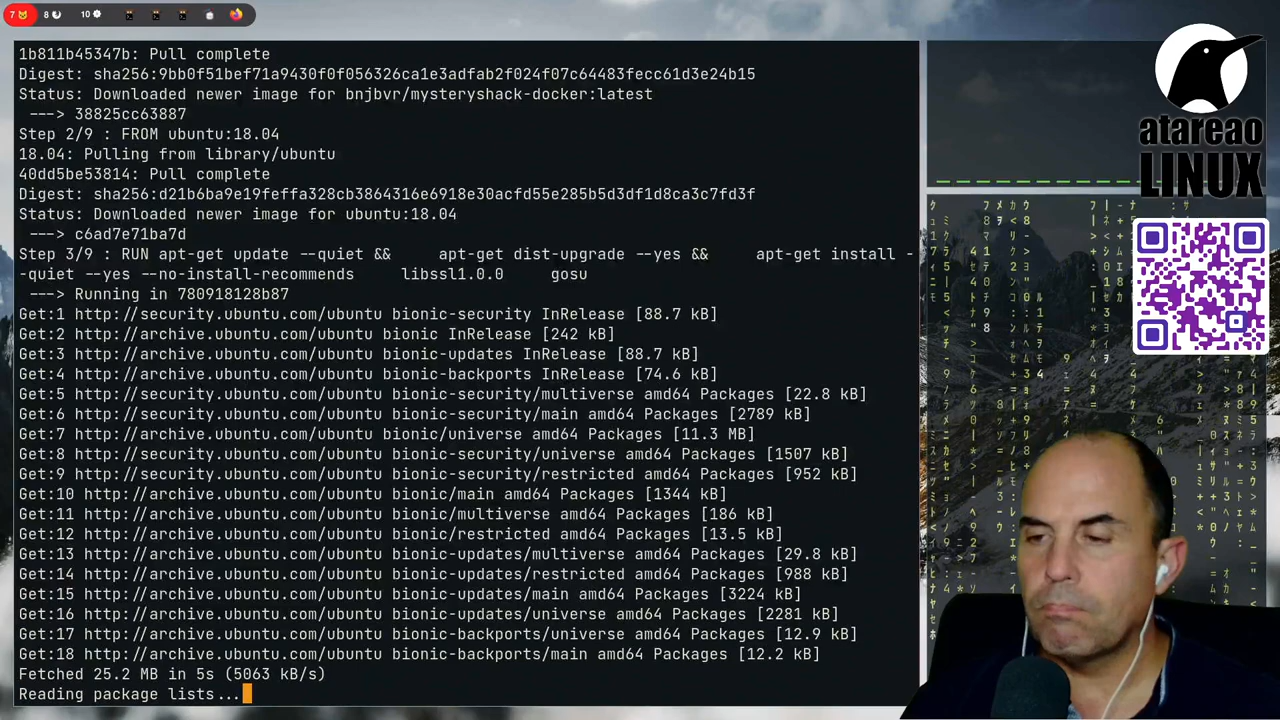 7 8 10
1b811b45347b: Pull complete
Digest: sha256:9bb0f51bef71a9430f0f056326ca1e3adfab2f024f07c64483fecc61d3e24b15
Status: Downloaded newer image for bnjbvr/mysteryshack-docker:latest
---> 38825cc63887
Step 2/9 : FROM ubuntu:18.04
18.04: Pulling from library/ubuntu
40dd5be53814: Pull complete
Digest: sha256:d21b6ba9e19feffa328cb3864316e6918e30acfd55e285b5d3df1d8ca3c7fd3f
Status: Downloaded newer image for ubuntu:18.04
---> c6ad7e71ba7d
Step 3/9 : RUN apt-get update --quiet &&     apt-get dist-upgrade --yes &&     apt-get install -
-quiet --yes --no-install-recommends     libssl1.0.0     gosu
---> Running in 780918128b87
Get:1 http://security.ubuntu.com/ubuntu bionic-security InRelease [88.7 kB]
Get:2 http://archive.ubuntu.com/ubuntu bionic InRelease [242 kB]
Get:3 http://archive.ubuntu.com/ubuntu bionic-updates InRelease [88.7 kB]
Get:4 http://archive.ubuntu.com/ubuntu bionic-backports InRelease [74.6 kB]
Get:5 http://security.ubuntu.com/ubuntu bionic-security/multiverse amd64 Packages [22.8 kB]
Get:6 http://security.ubuntu.com/ubuntu bionic-security/main amd64 Packages [2789 kB]
Get:7 http://archive.ubuntu.com/ubuntu bionic/universe amd64 Packages [11.3 MB]
Get:8 http://security.ubuntu.com/ubuntu bionic-security/universe amd64 Packages [1507 kB]
Get:9 http://security.ubuntu.com/ubuntu bionic-security/restricted amd64 Packages [952 kB]
Get:10 http://archive.ubuntu.com/ubuntu bionic/main amd64 Packages [1344 kB]
Get:11 http://archive.ubuntu.com/ubuntu bionic/multiverse amd64 Packages [186 kB]
Get:12 http://archive.ubuntu.com/ubuntu bionic/restricted amd64 Packages [13.5 kB]
Get:13 http://archive.ubuntu.com/ubuntu bionic-updates/multiverse amd64 Packages [29.8 kB]
Get:14 http://archive.ubuntu.com/ubuntu bionic-updates/restricted amd64 Packages [988 kB]
Get:15 http://archive.ubuntu.com/ubuntu bionic-updates/main amd64 Packages [3224 kB]
Get:16 http://archive.ubuntu.com/ubuntu bionic-updates/universe amd64 Packages [2281 kB]
Get:17 http://archive.ubuntu.com/ubuntu bionic-backports/universe amd64 Packages [12.9 kB]
Get:18 http://archive.ubuntu.com/ubuntu bionic-backports/main amd64 Packages [12.2 kB]
Fetched 25.2 MB in 5s (5063 kB/s)
Reading package lists...
atareao
LINUX